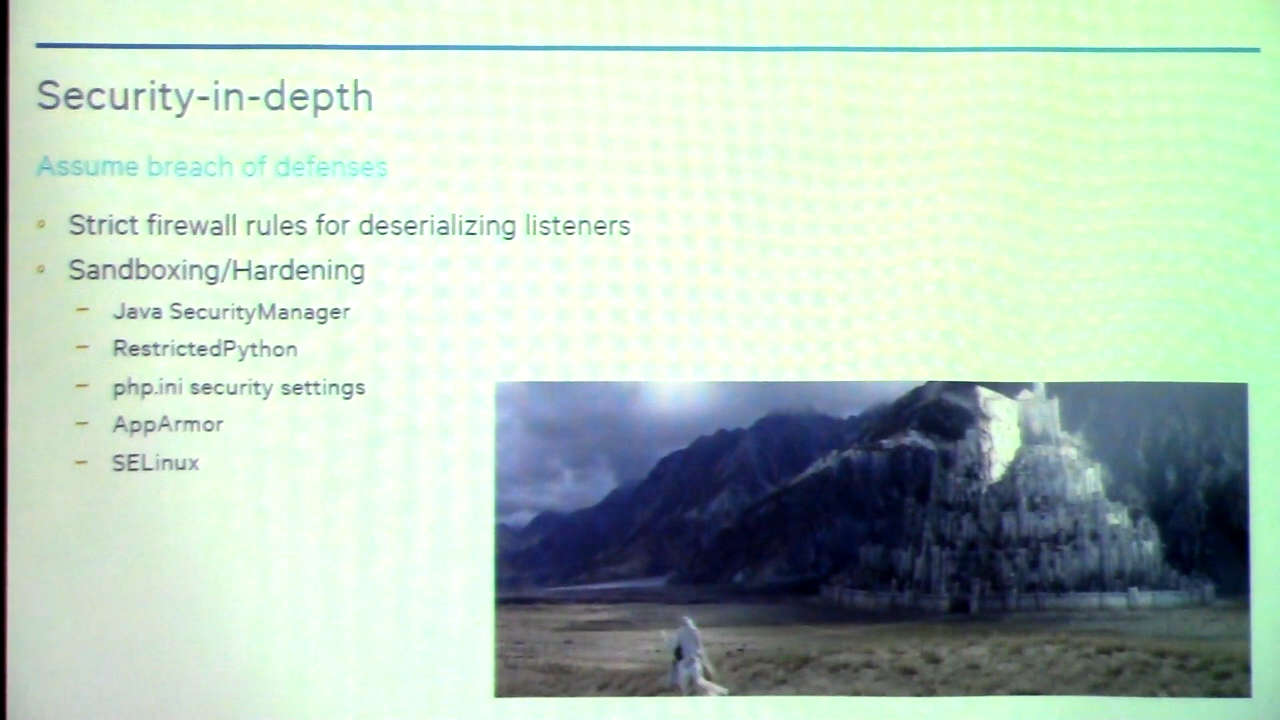 Security-in-depth
Assume breach of defenses
Strict firewall rules for deserializing listeners
Sandboxing/Hardening
Java SecurityManager
RestrictedPython
php.ini security settings
AppArmor
SELinux